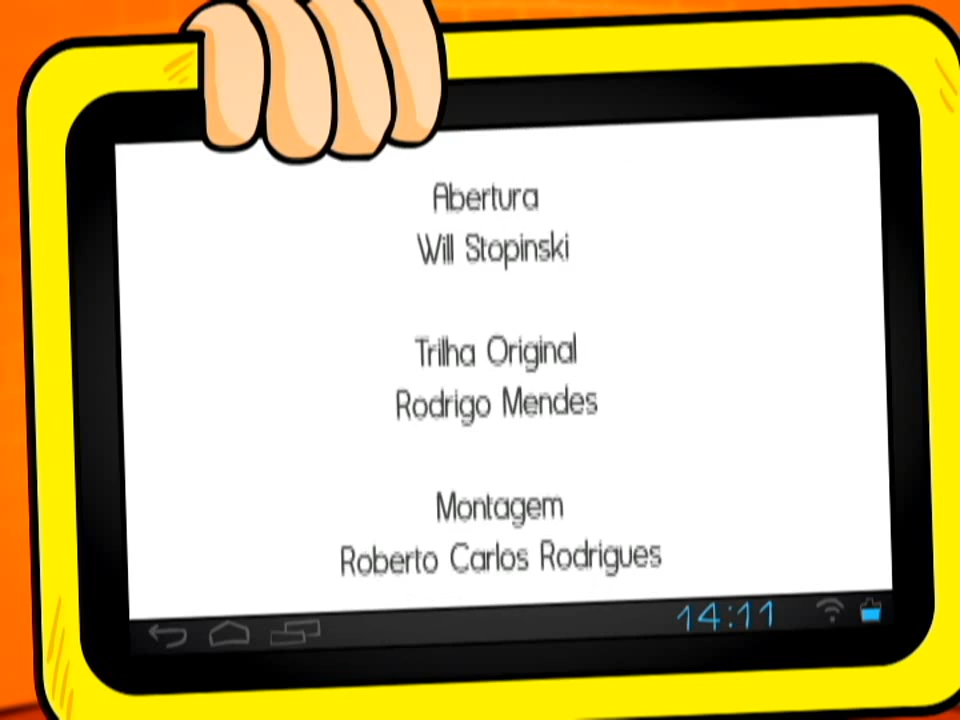 Abertura
Will Stopinski
Trilha Original
Rodrigo Mendes
Montagem
Roberto Carlos Rodrigues
14:11